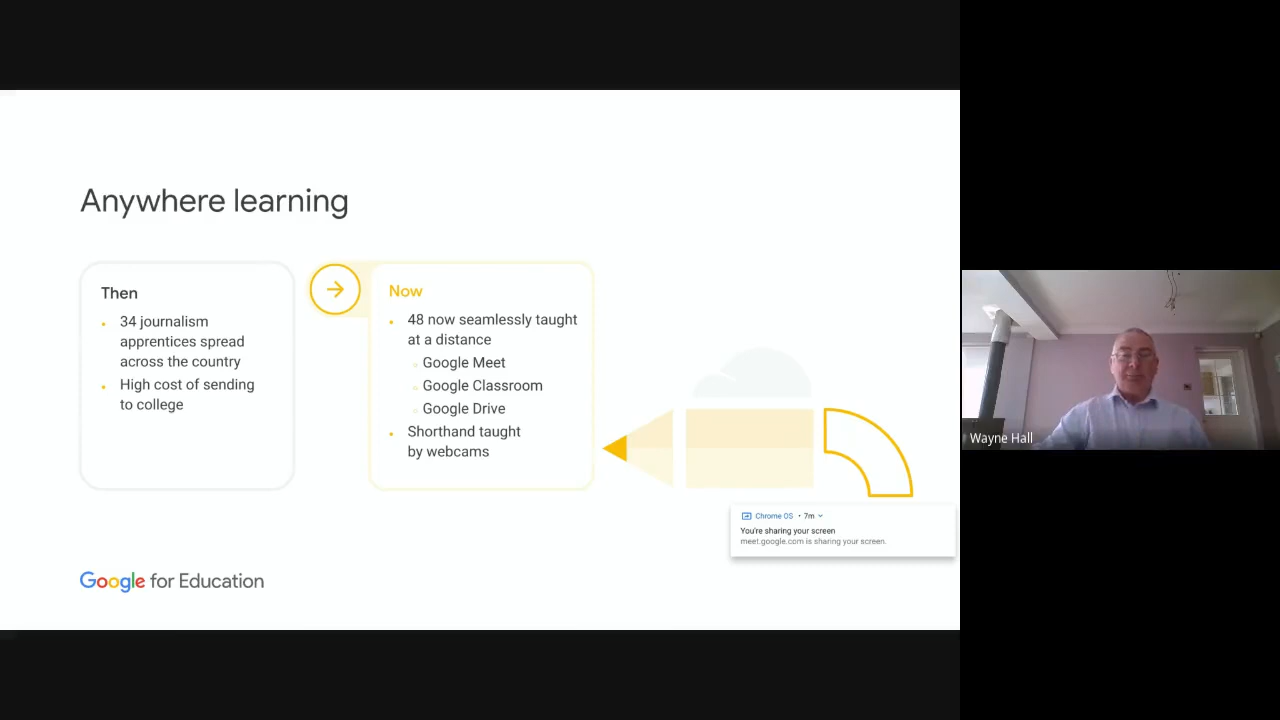 Anywhere learning
Then
34 journalism
apprentices spread
across the country
High cost of sending
to college
Now
48 now seamlessly taught
at a distance
Google Meet
Google Classroom
Google Drive
Shorthand taught
by webcams
Chrome OS • 7m
You're sharing your screen
meet.google.com is sharing your screen.
Google for Education
Wayne Hall